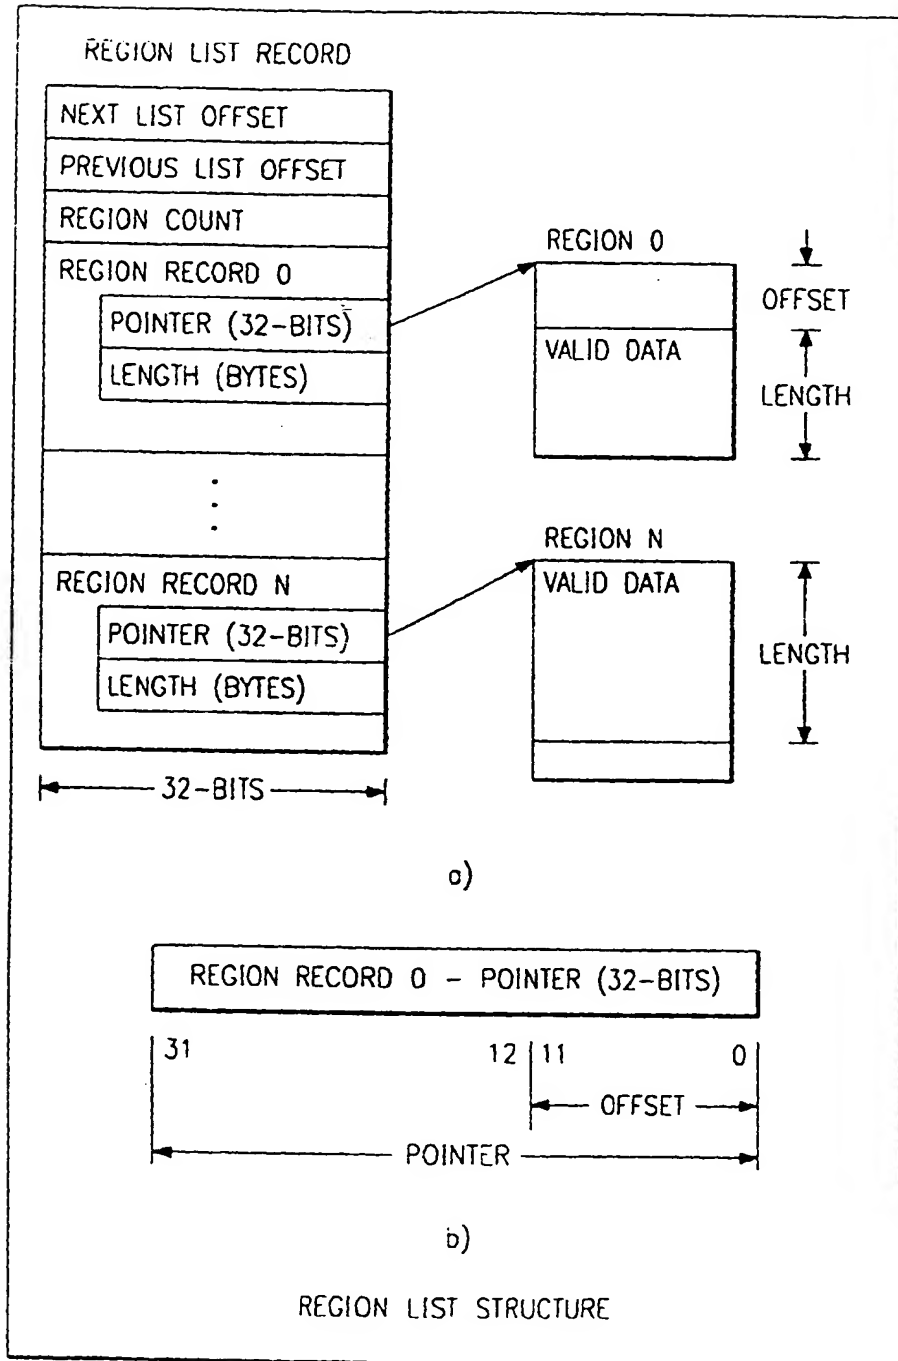 REGION LIST RECORD
NEXT LIST OFFSET
PREVIOUS LIST OFFSET
REGION COUNT
REGION RECORD 0
POINTER (32-BITS)
LENGTH (BYTES)
REGION RECORD N
POINTER (32-BITS)
LENGTH (BYTES)
32-BITS
REGION 0
VALID DATA
OFFSET
LENGTH
REGION N
VALID DATA
LENGTH
a)
REGION RECORD 0 - POINTER (32-BITS)
31 12 11 0
OFFSET
POINTER
b)
REGION LIST STRUCTURE